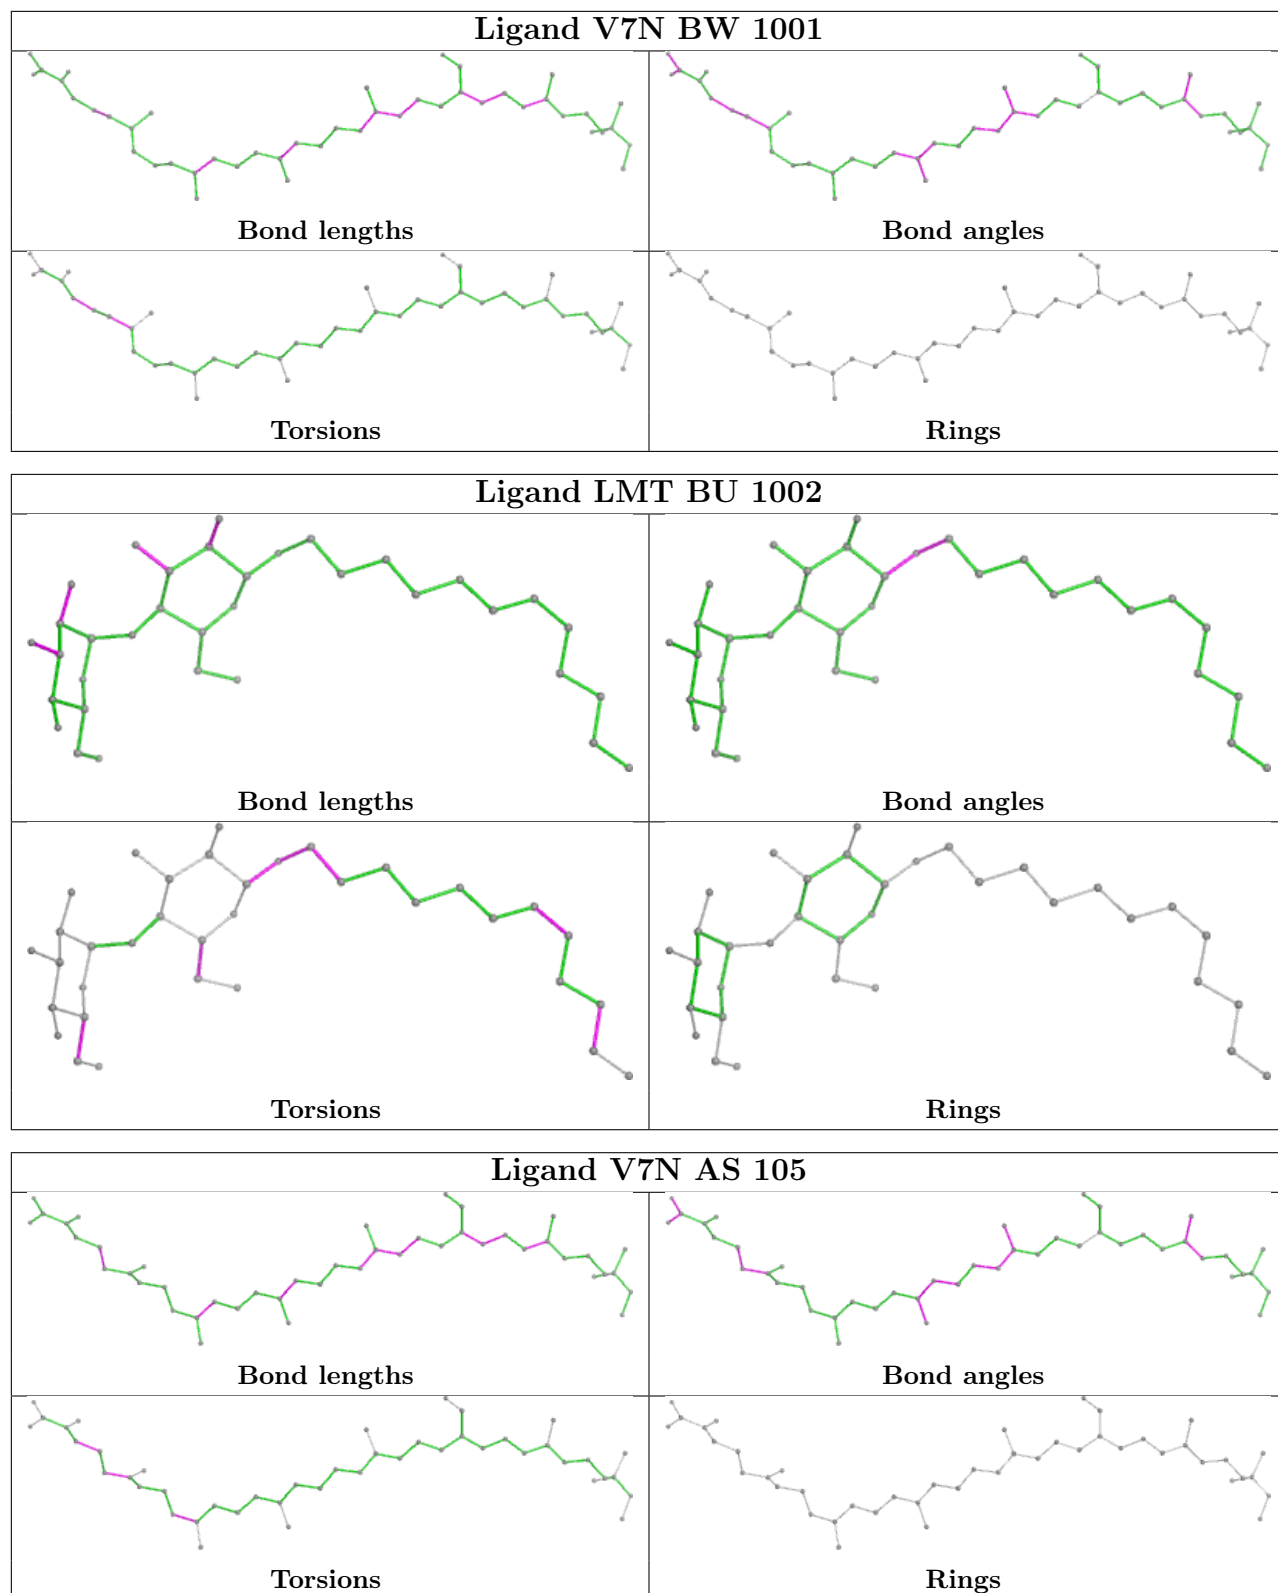 Ligand V7N BW 1001
Bond lengths
Bond angles
Torsions
Rings
Ligand LMT BU 1002
Bond lengths
Bond angles
Torsions
Rings
Ligand V7N AS 105
Bond lengths
Bond angles
Torsions
Rings